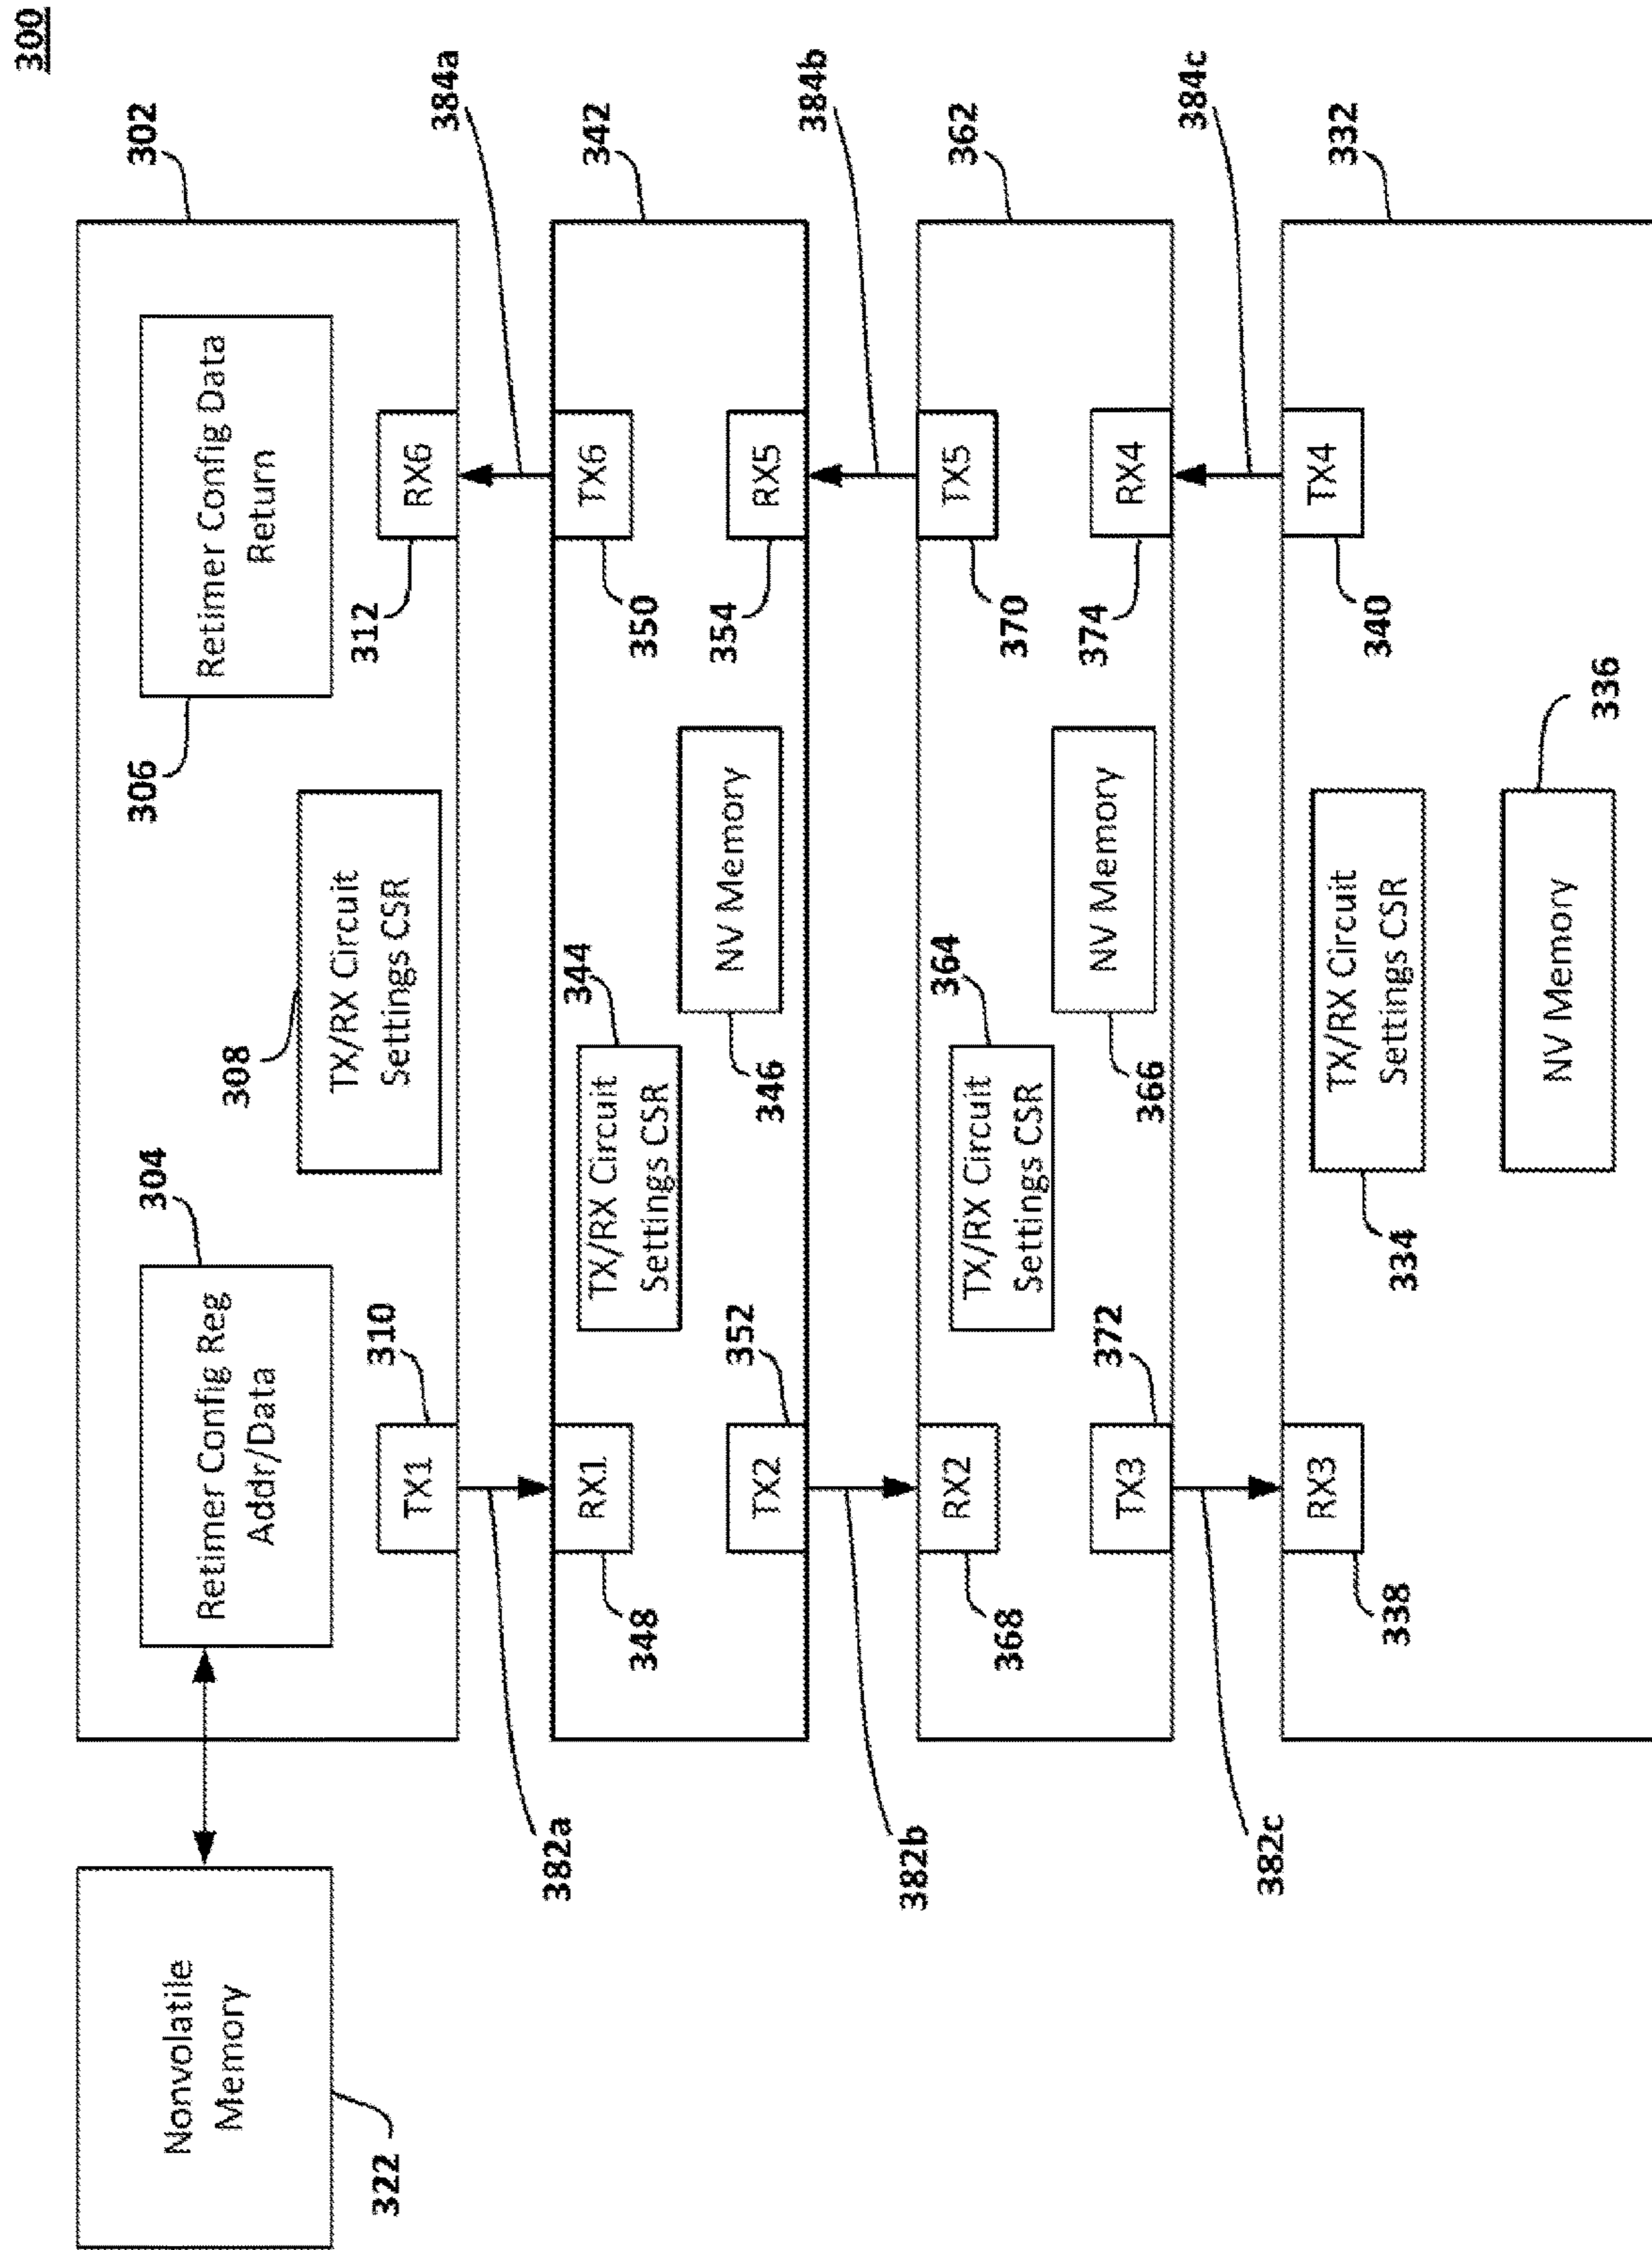 300
Nonvolatile
Memory
322
302
304
Retimer Config Reg
Addr/Data
306
Retimer Config Data
Return
308
TX/RX Circuit
Settings CSR
310
TX1
312
RX6
382a
384a
342
RX1
348
344
TX/RX Circuit
Settings CSR
TX6
350
346
NV Memory
352
TX2
354
RX5
382b
384b
362
RX2
368
364
TX/RX Circuit
Settings CSR
TX5
370
366
NV Memory
372
TX3
374
RX4
382c
384c
332
RX3
338
334
TX/RX Circuit
Settings CSR
TX4
340
336
NV Memory